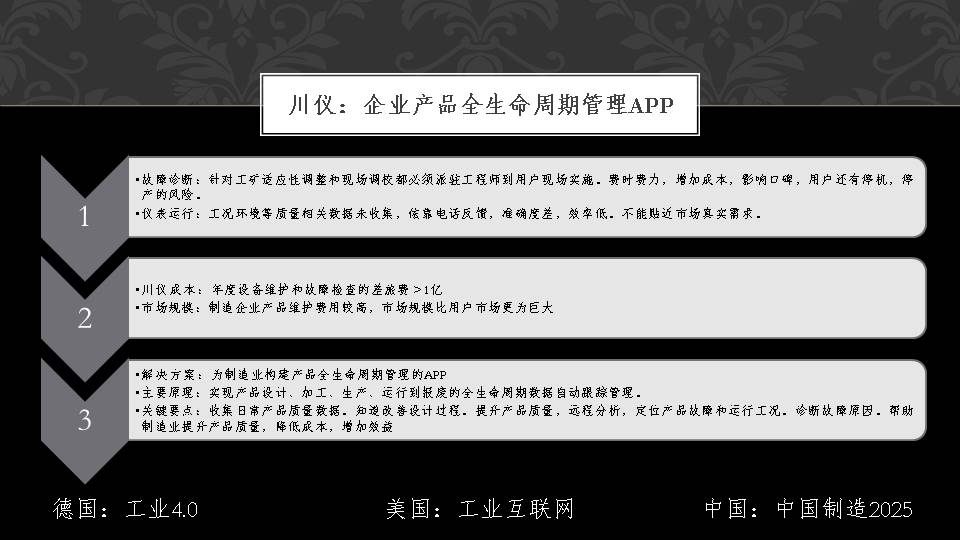 川仪：企业产品全生命周期管理APP
1
•故障诊断：针对工矿适应性调整和现场调校都必须派驻工程师到用户现场实施。费时费力，增加成本，影响口碑，用户还有停机，停
产的风险。
•仪表运行：工况环境等质量相关数据未收集，依靠电话反馈，准确度差，效率低。不能贴近市场真实需求。
2
•川仪成本：年度设备维护和故障检查的差旅费＞1亿
•市场规模：制造企业产品维护费用较高，市场规模比用户市场更为巨大
3
•解决方案：为制造业构建产品全生命周期管理的APP
•主要原理：实现产品设计、加工、生产、运行到报废的全生命周期数据自动跟踪管理。
•关键要点：收集日常产品质量数据。知道改善设计过程。提升产品质量，远程分析，定位产品故障和运行工况。诊断故障原因。帮助
制造业提升产品质量，降低成本，增加效益
德国：工业4.0
美国：工业互联网
中国：中国制造2025